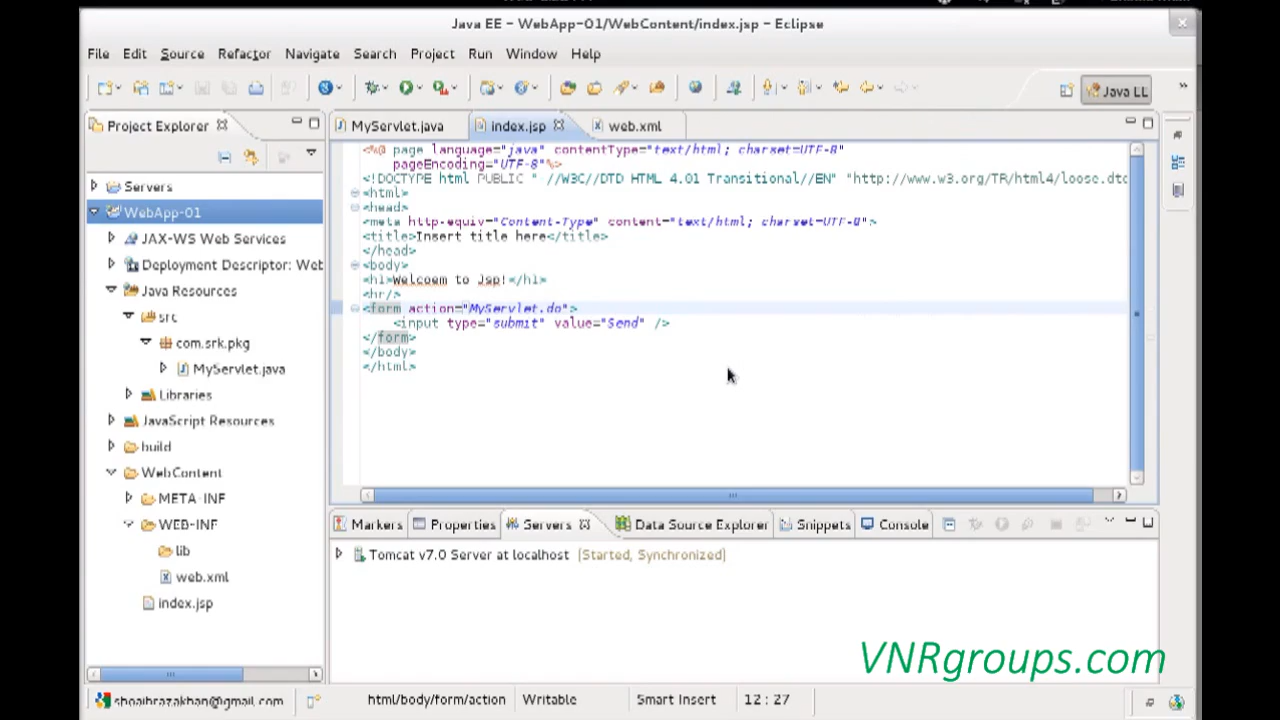 Java EE - WebApp-01/WebContent/index.jsp - Eclipse
File Edit Source Refactor Navigate Search Project Run Window Help
Java EE
Project Explorer
MyServlet.java index.jsp web.xml
Servers
WebApp-01
JAX-WS Web Services
Deployment Descriptor: Web
Java Resources
src
com.srk.pkg
MyServlet.java
Libraries
JavaScript Resources
build
WebContent
META-INF
WEB-INF
lib
web.xml
index.jsp
<%@ page language="java" contentType="text/html; charset=UTF-8"
pageEncoding="UTF-8"%>
<!DOCTYPE html PUBLIC "-//W3C//DTD HTML 4.01 Transitional//EN" "http://www.w3.org/TR/html4/loose.dtd
<html>
<head>
<meta http-equiv="Content-Type" content="text/html; charset=UTF-8">
<title>Insert title here</title>
</head>
<body>
<h1>Welcoem to Jsp!</h1>
<hr/>
<form action="MyServlet.do">
<input type="submit" value="Send" />
</form>
</body>
</html>
Markers Properties Servers Data Source Explorer Snippets Console
Tomcat v7.0 Server at localhost [Started, Synchronized]
VNRgroups.com
shoaibrazakhan@gmail.com html/body/form/action Writable Smart Insert 12 : 27